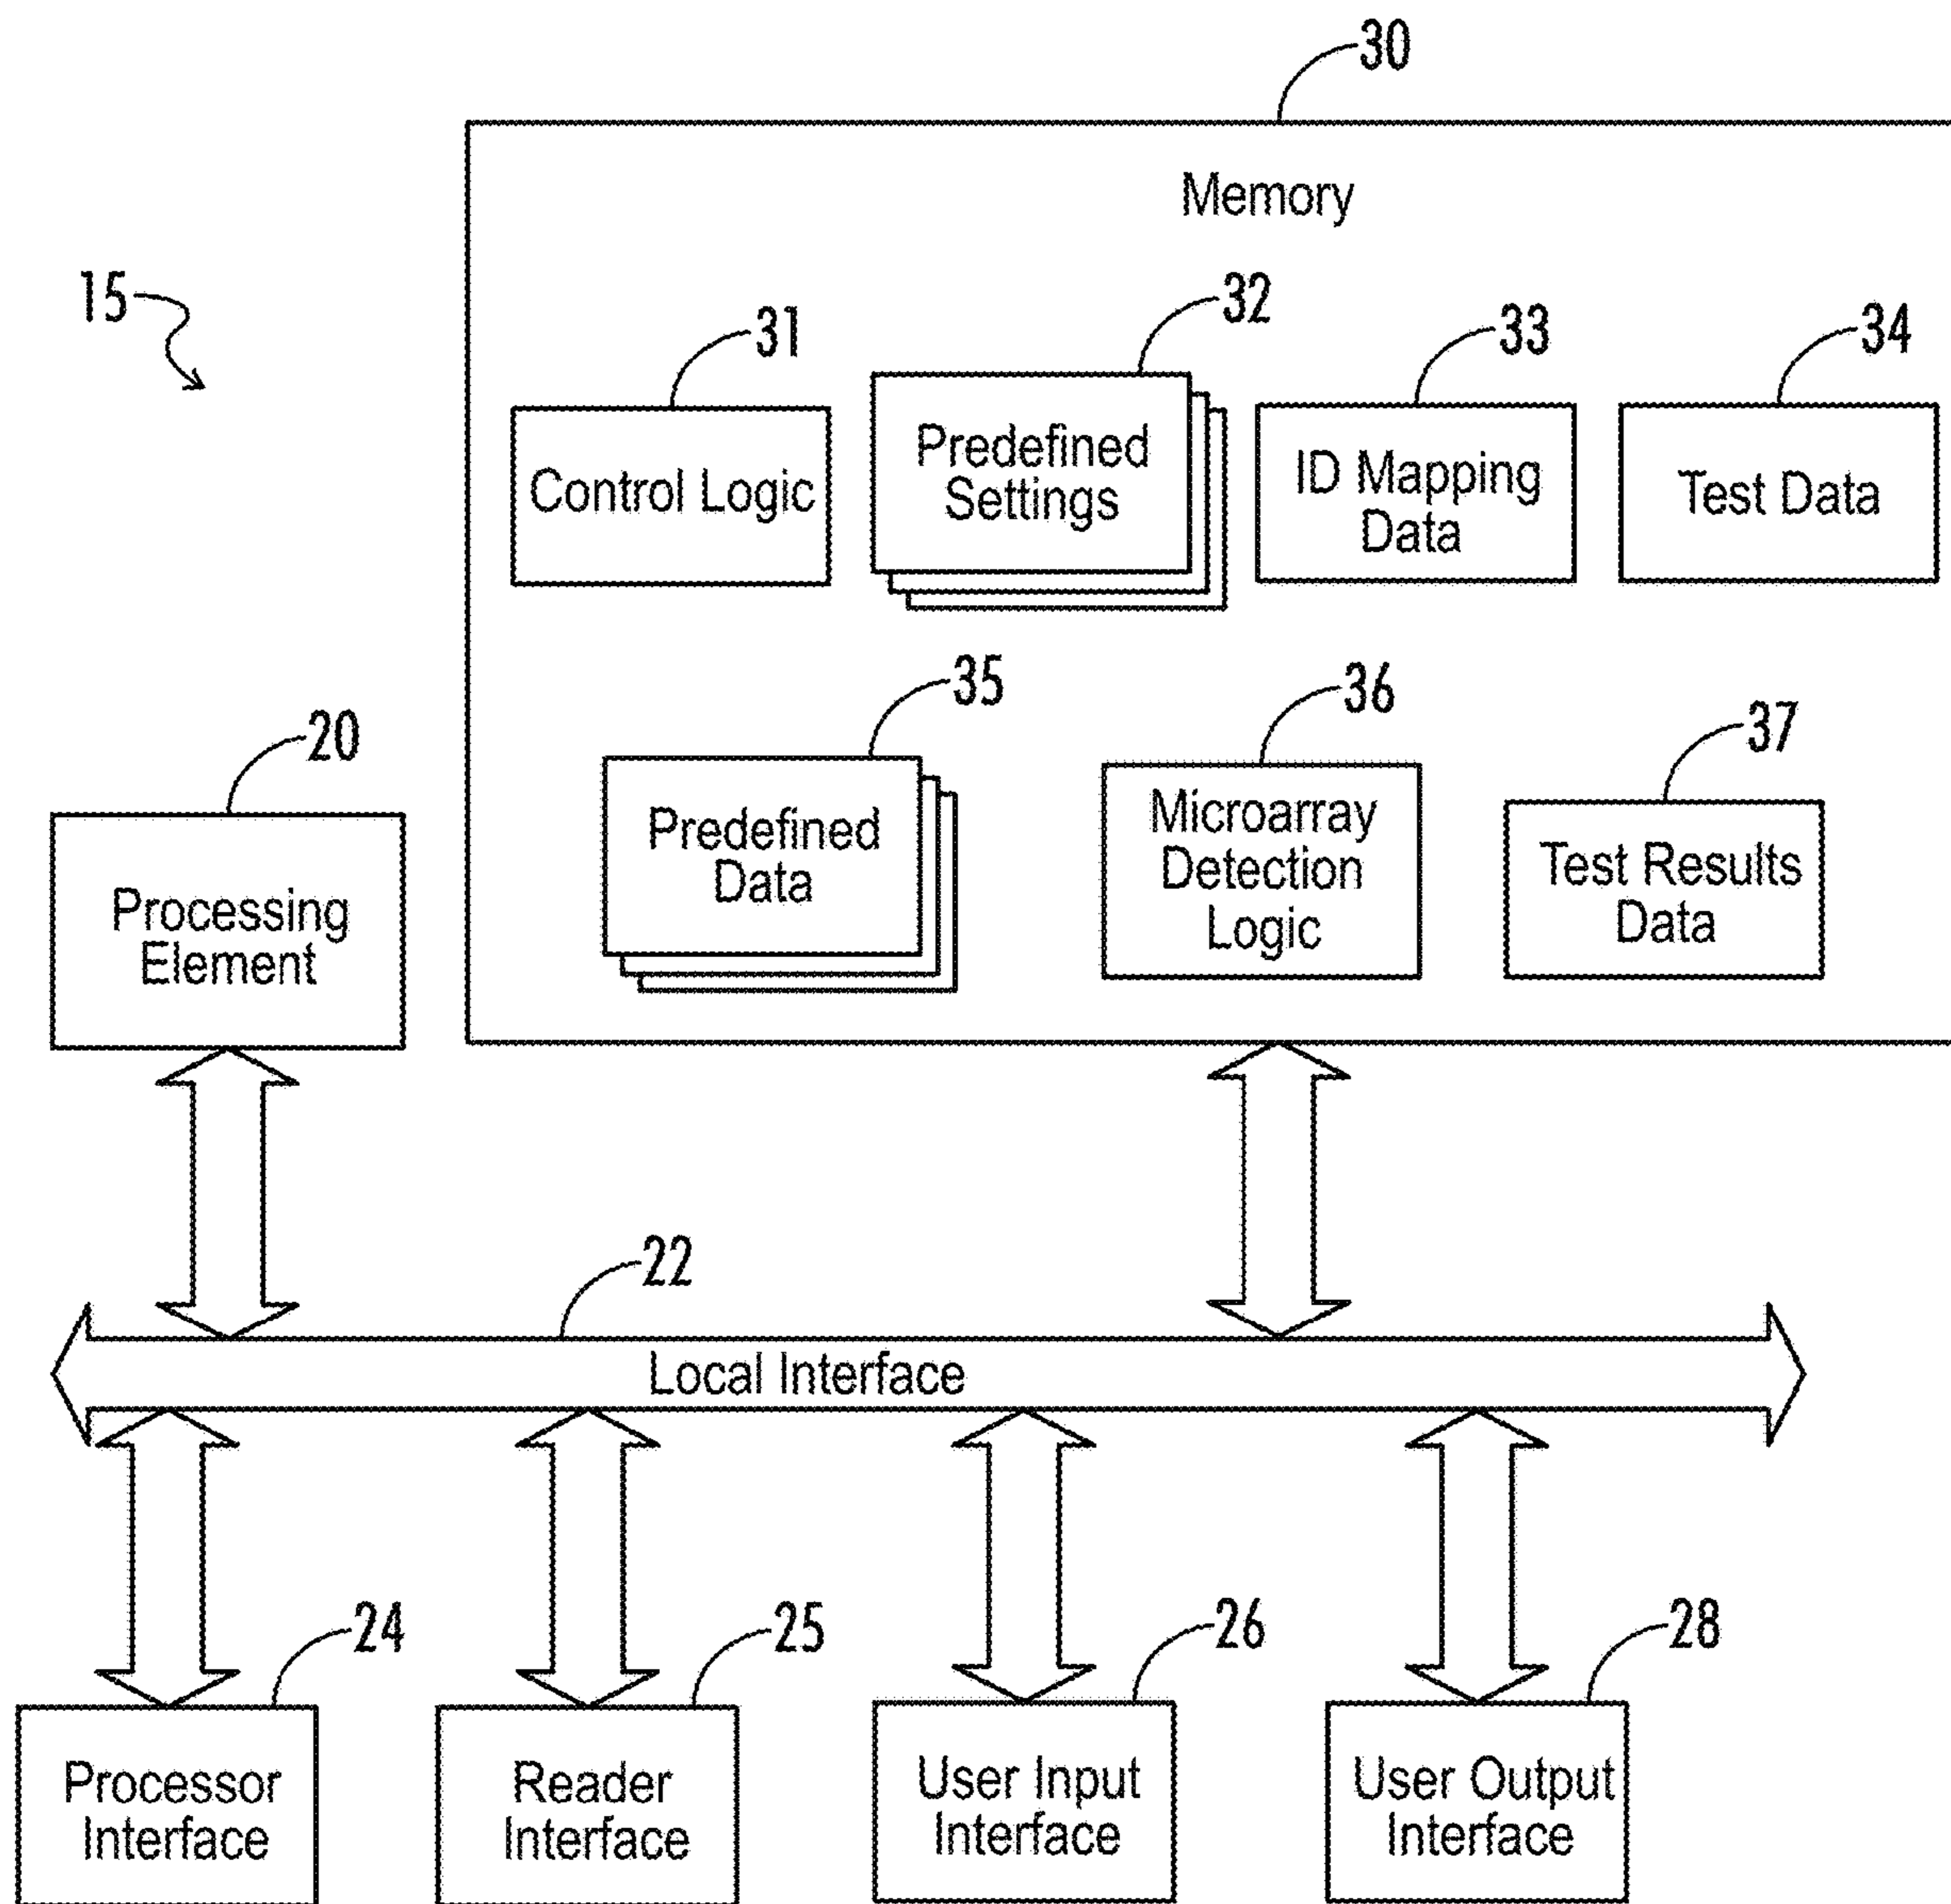 30
Memory
15
31
32
33
34
Control Logic
Predefined
Settings
ID Mapping
Data
Test Data
35
36
37
20
Predefined
Data
Microarray
Detection
Logic
Test Results
Data
Processing
Element
22
Local Interface
24
25
26
28
Processor
Interface
Reader
Interface
User Input
Interface
User Output
Interface